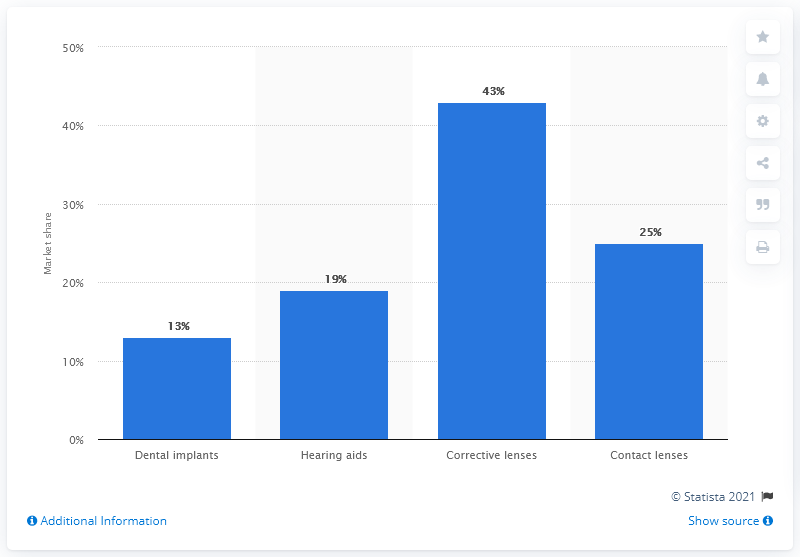 50%
43%
40%
Market share
30%
25%
20%
19%
13%
10%
0%
Dental implants
Hearing aids
Corrective lenses
Contact lenses
© Statista 2021
Additional Information
Show source